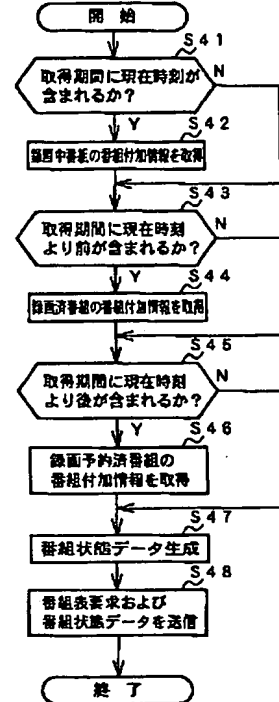 開始
S41
取得期間に現在時刻が
含まれるか?
N
Y
S42
録画中番組の番組付加情報を取得
S43
取得期間に現在時刻
より前が含まれるか?
N
Y
S44
録画済番組の番組付加情報を取得
S45
取得期間に現在時刻
より後が含まれるか?
N
Y
S46
録画予約済番組の
番組付加情報を取得
S47
番組状態データ生成
S48
番組表要求および
番組状態データを送信
終了